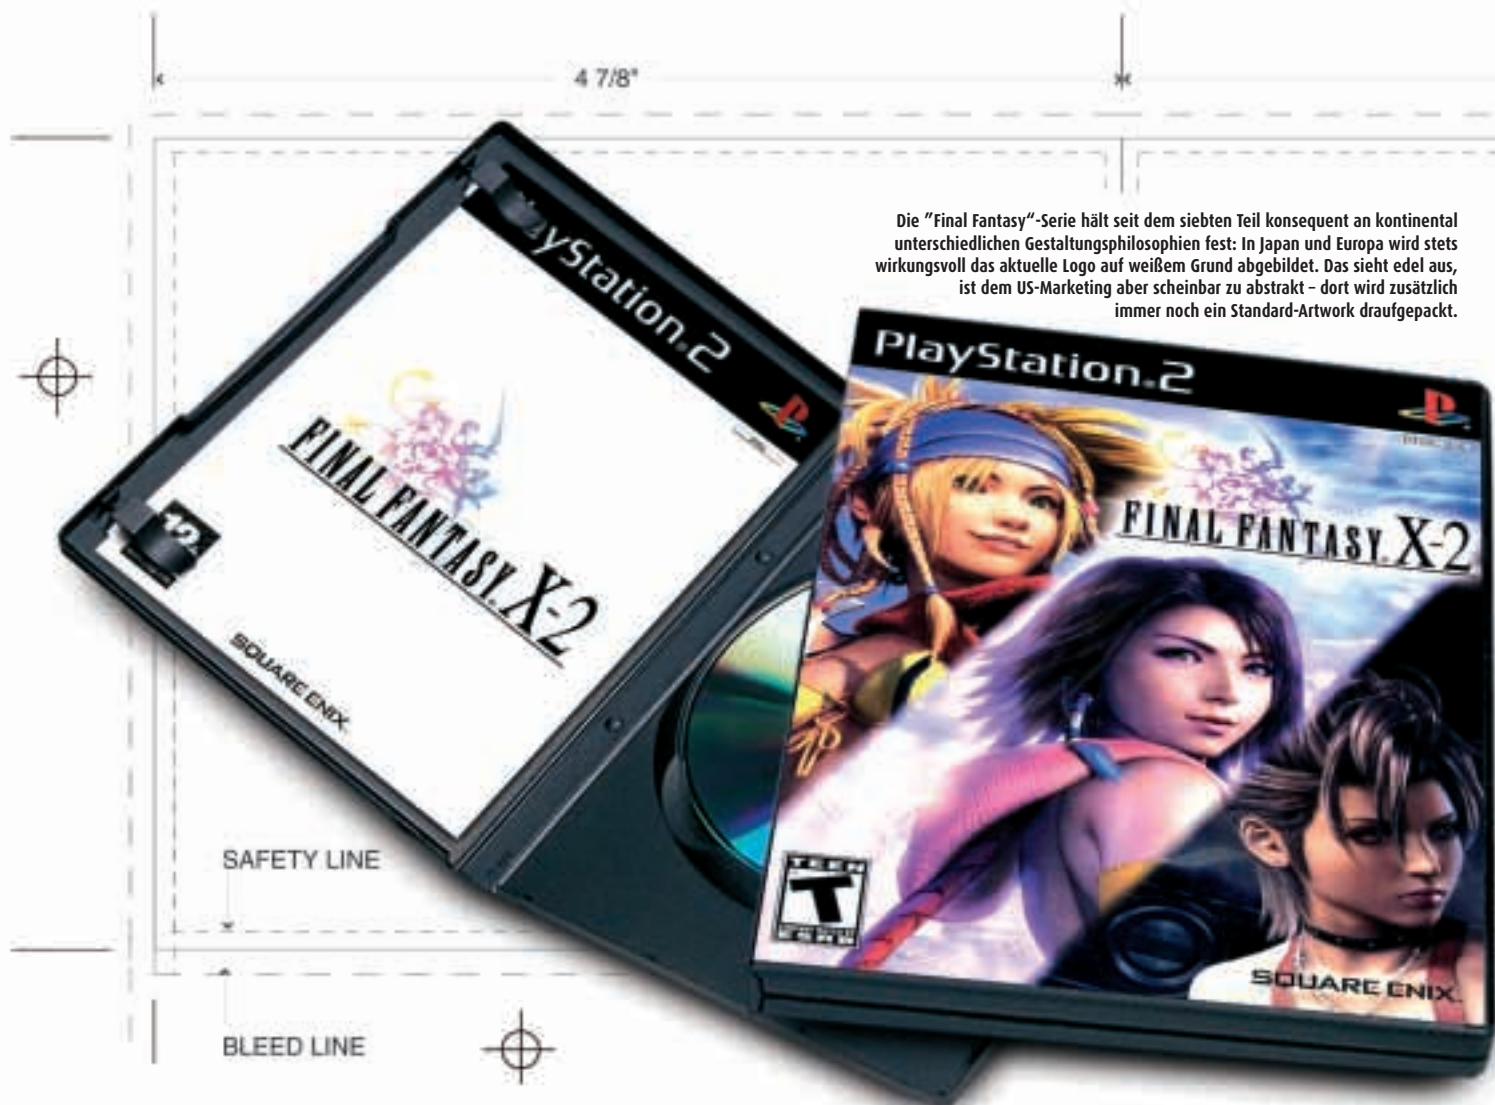 4 7/8"
Die "Final Fantasy“-Serie hält seit dem siebten Teil konsequent an kontinental
unterschiedlichen Gestaltungsphilosophien fest: In Japan und Europa wird stets
wirkungsvoll das aktuelle Logo auf weißem Grund abgebildet. Das sieht edel aus,
ist dem US-Marketing aber scheinbar zu abstrakt – dort wird zusätzlich
immer noch ein Standard-Artwork draufgepackt.
yStation.2
FINAL FANTASY. X-2
12+
SQUARE ENIX
PlayStation.2
FINAL FANTASY. X-2
TEEN
T
ESRB
SQUARE ENIX
SAFETY LINE
BLEED LINE